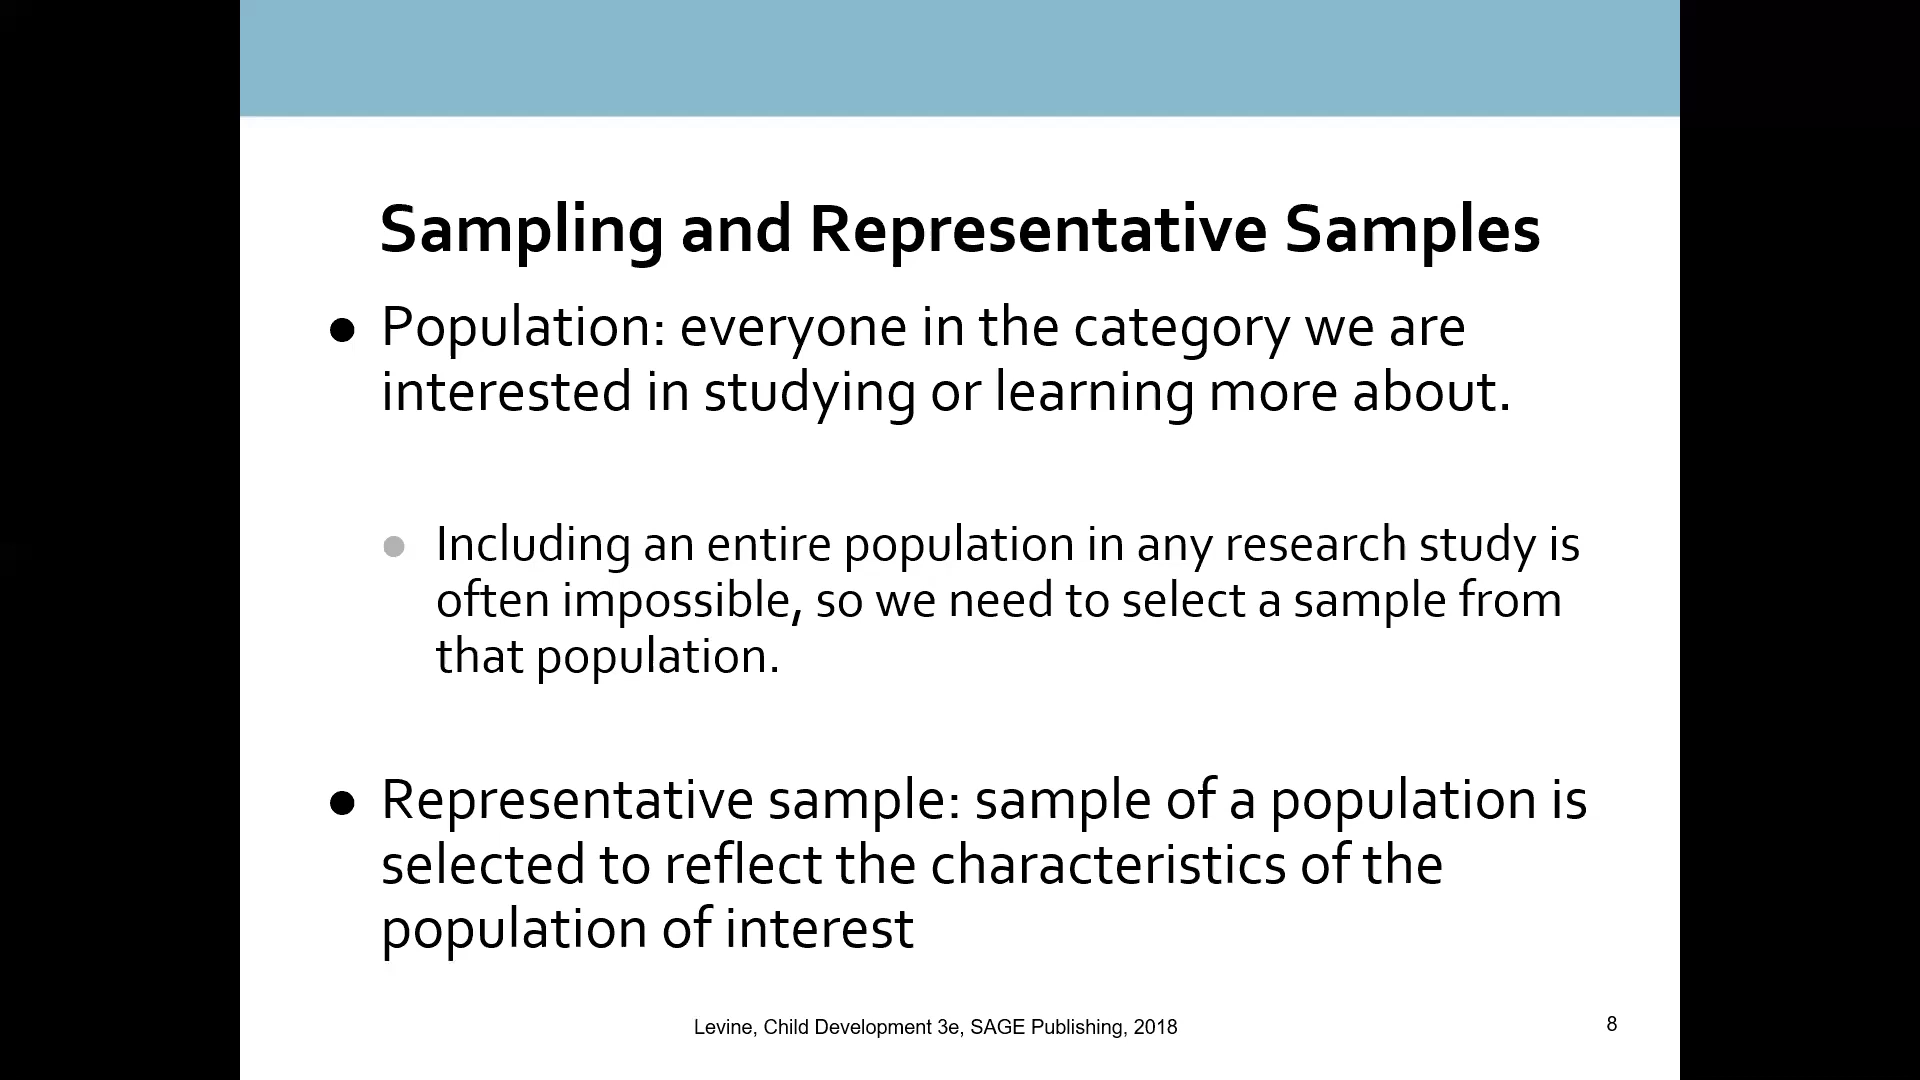 Sampling and Representative Samples
● Population: everyone in the category we are
interested in studying or learning more about.
● Including an entire population in any research study is
often impossible, so we need to select a sample from
that population.
● Representative sample: sample of a population is
selected to reflect the characteristics of the
population of interest
Levine, Child Development 3e, SAGE Publishing, 2018
8